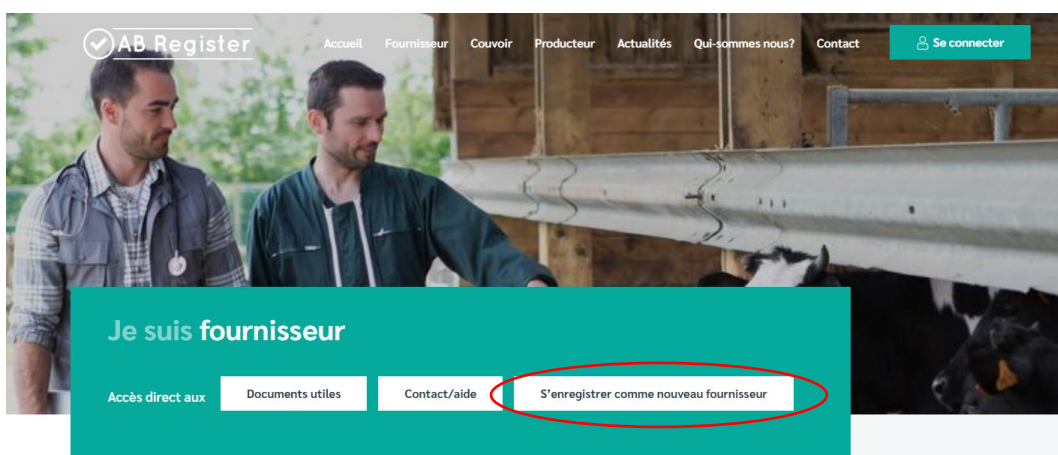 AB Register
Accueil Fournisseur Couvoir Producteur Actualités Qui-sommes nous? Contact Se connecter
Je suis fournisseur
Accès direct aux Documents utiles Contact/aide S'enregistrer comme nouveau fournisseur